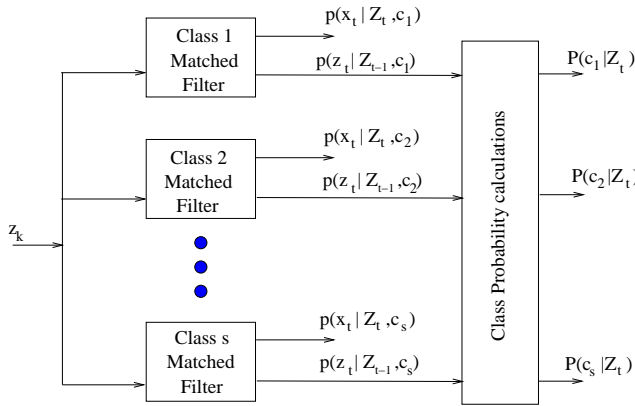 p(x_t | Z_t ,c_1)
Class 1
Matched
Filter
p(z_t | Z_{t-1} ,c_1)
P(c_1 |Z_t)
p(x_t | Z_t ,c_2)
Class 2
Matched
Filter
p(z_t | Z_{t-1} ,c_2)
P(c_2 |Z_t)
Class Probability calculations
z_k
p(x_t | Z_t ,c_s)
Class s
Matched
Filter
p(z_t | Z_{t-1} ,c_s)
P(c_s |Z_t)